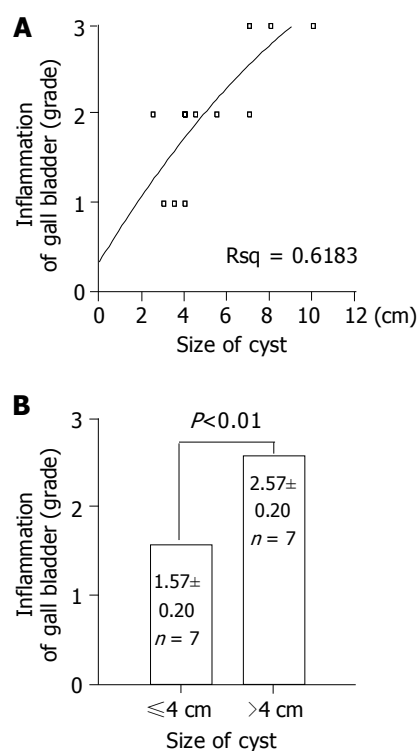 A
3
2
1
0
Inflammation
of gall bladder (grade)
Rsq = 0.6183
0 2 4 6 8 10 12 (cm)
Size of cyst
B
3
2
1
0
Inflammation
of gall bladder (grade)
P<0.01
1.57±
0.20
n = 7
2.57±
0.20
n = 7
⩽4 cm >4 cm
Size of cyst